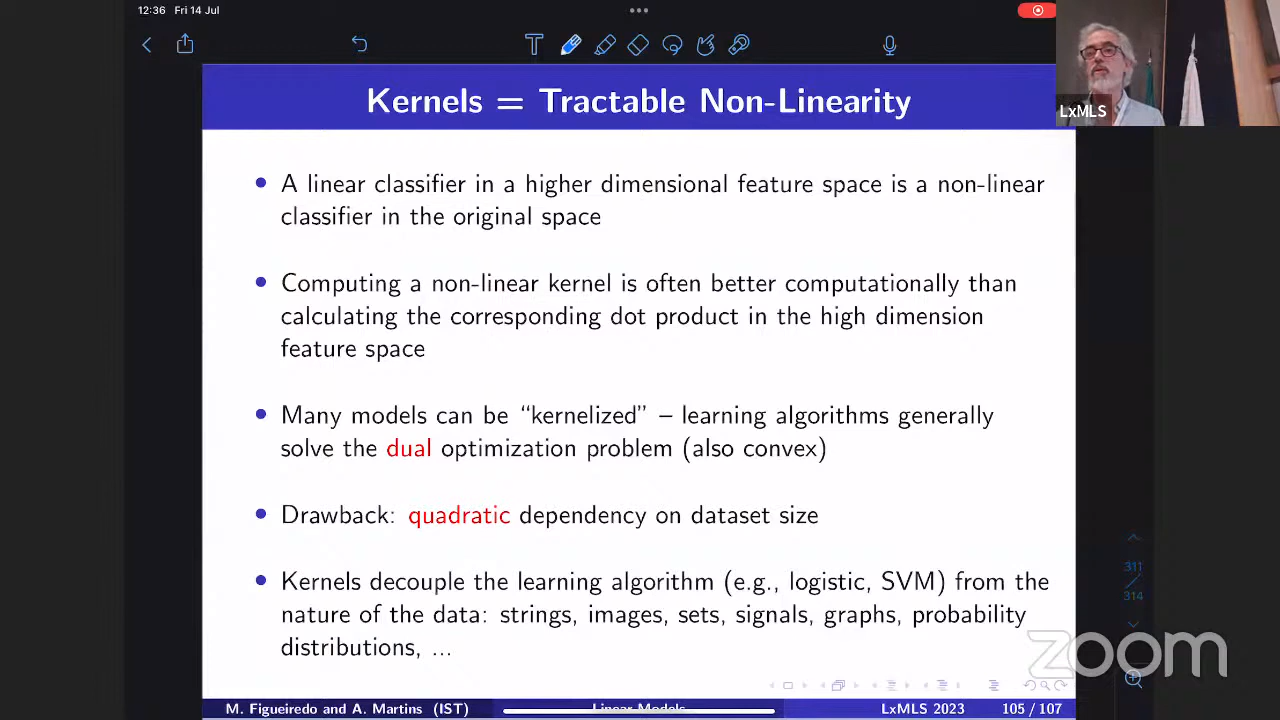 12:36 Fri 14 Jul
LxMLS
Kernels = Tractable Non-Linearity
• A linear classifier in a higher dimensional feature space is a non-linear
classifier in the original space
• Computing a non-linear kernel is often better computationally than
calculating the corresponding dot product in the high dimension
feature space
• Many models can be “kernelized” – learning algorithms generally
solve the dual optimization problem (also convex)
• Drawback: quadratic dependency on dataset size
• Kernels decouple the learning algorithm (e.g., logistic, SVM) from the
nature of the data: strings, images, sets, signals, graphs, probability
distributions, ...
311
/
314
zoom
M. Figueiredo and A. Martins (IST) Linear Models LxMLS 2023 105 / 107